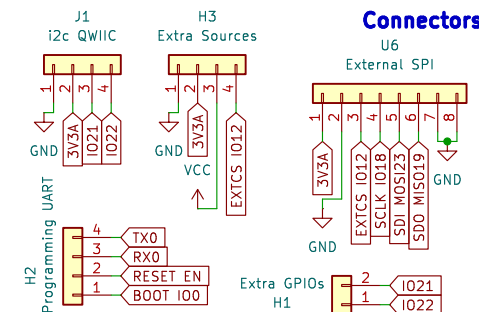 Connectors
J1
i2c QWIIC
1 2 3 4
GND
3V3A
IO21
IO22
H3
Extra Sources
1 2 3 4
GND
3V3A
VCC
EXTCS IO12
U6
External SPI
1 2 3 4 5 6 7 8
3V3A
GND
EXTCS IO12
SCLK IO18
SDI MOSI23
SDO MISO19
GND
H2
Programming UART
4 TX0
3 RX0
2 RESET EN
1 BOOT IO0
Extra GPIOs
H1
2 IO21
1 IO22